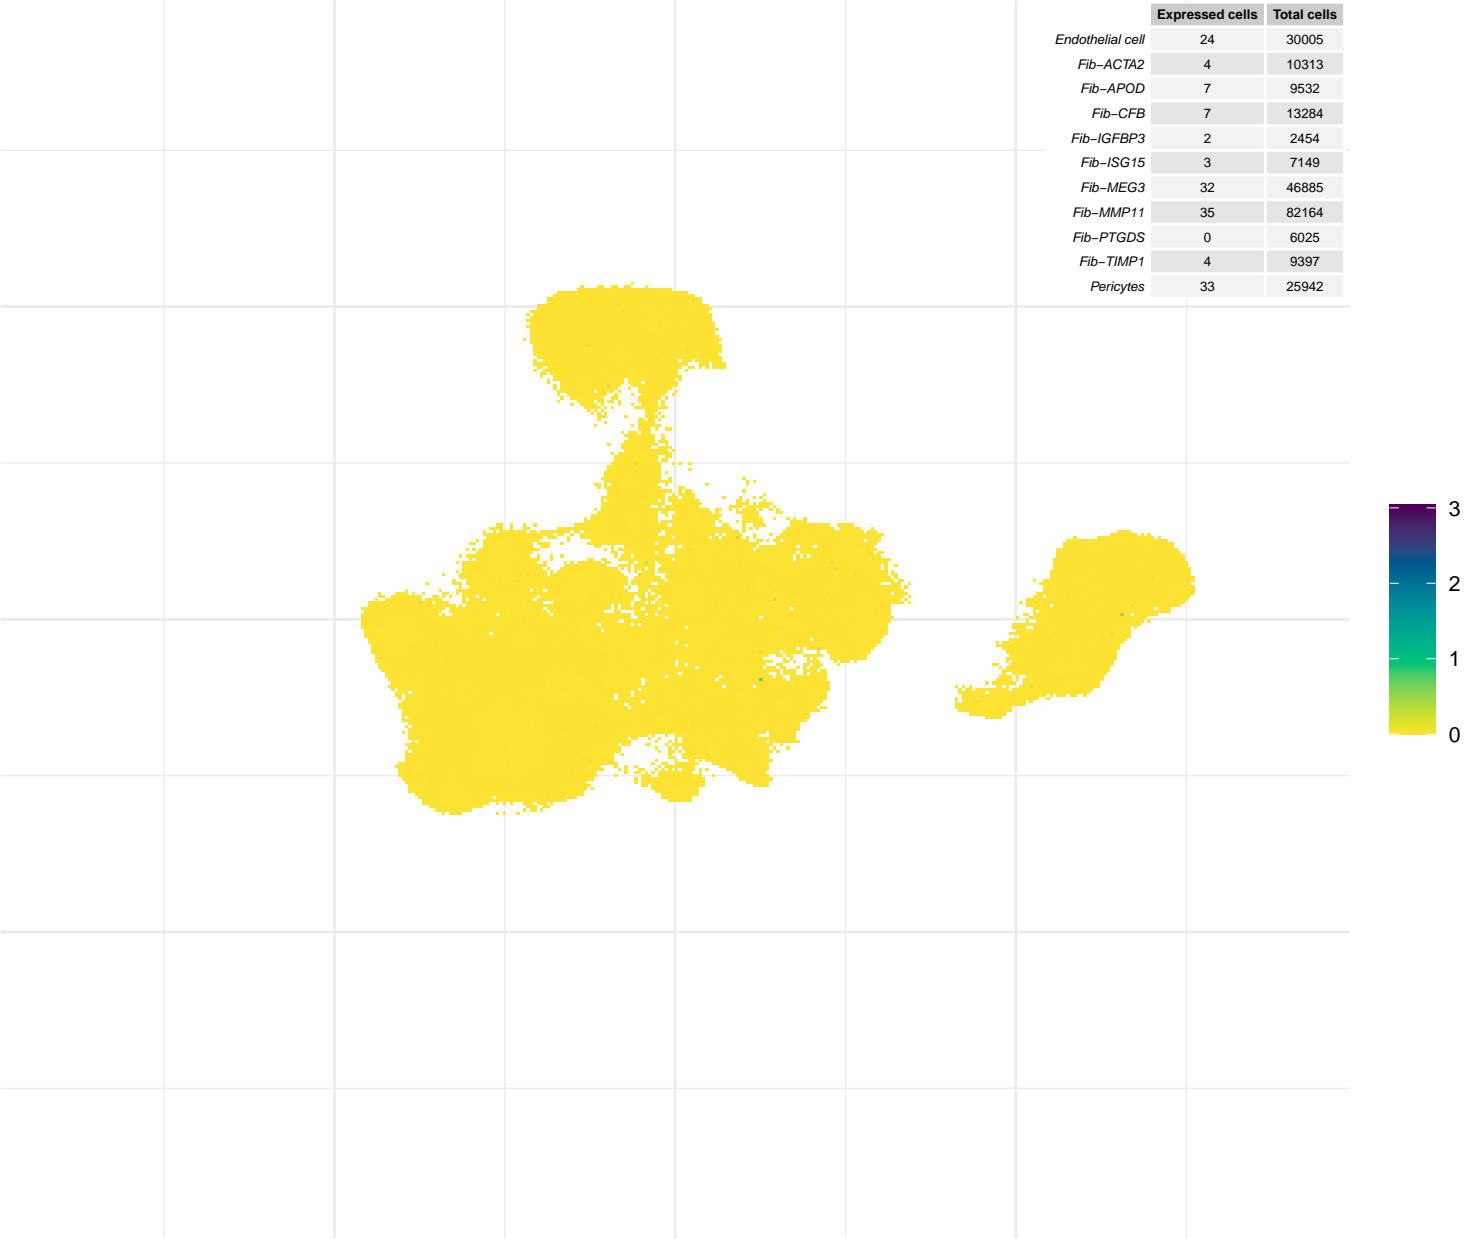 Expressed cells Total cells
Endothelial cell 24 30005
Fib−ACTA2 4 10313
Fib−APOD 7 9532
Fib−CFB 7 13284
Fib−IGFBP3 2 2454
Fib−ISG15 3 7149
Fib−MEG3 32 46885
Fib−MMP11 35 82164
Fib−PTGDS 0 6025
Fib−TIMP1 4 9397
Pericytes 33 25942
3
2
1
0